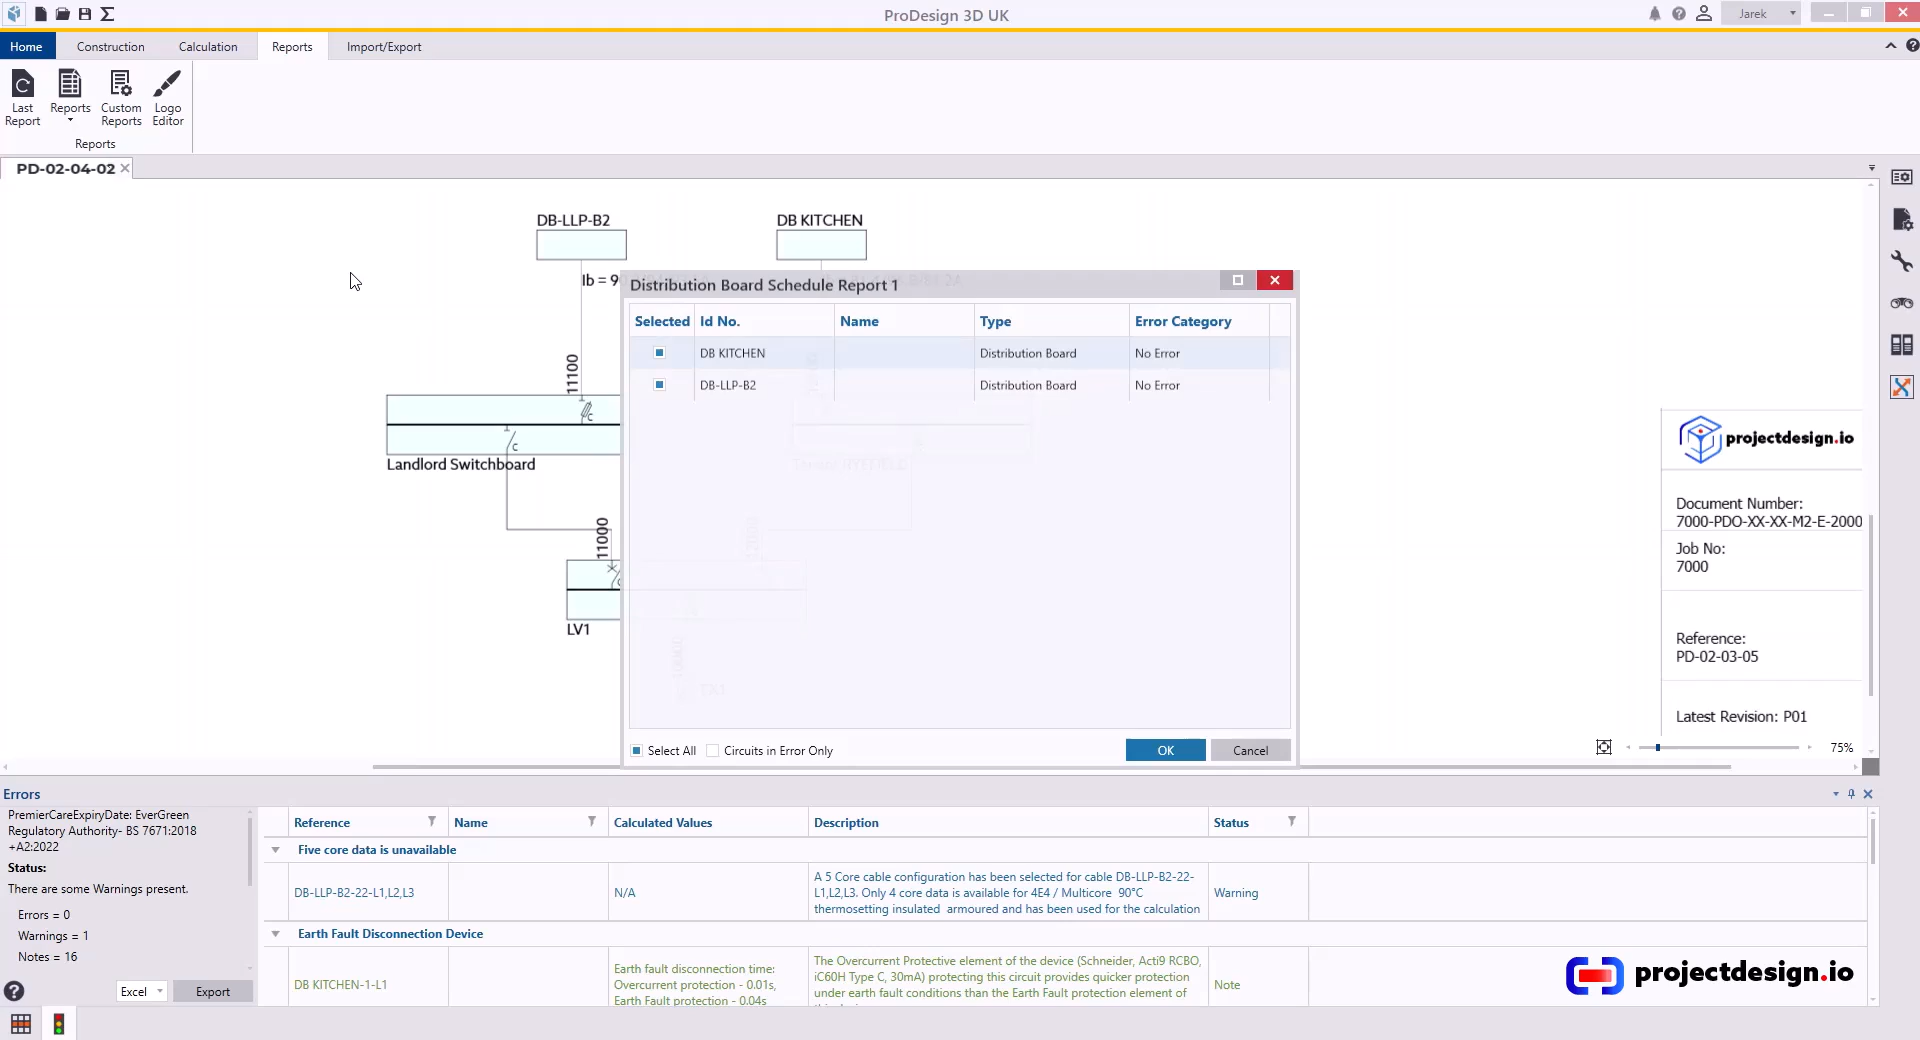 ProDesign 3D UK
Jarek
Home
Construction
Calculation
Reports
Import/Export
Last Report
Reports
Custom Reports
Logo Editor
Reports
PD-02-04-02
DB-LLP-B2
DB KITCHEN
Ib = 90
11100
Landlord Switchboard
11000
LV1
Distribution Board Schedule Report 1
Selected Id No. Name Type Error Category
DB KITCHEN Distribution Board No Error
DB-LLP-B2 Distribution Board No Error
Select All
Circuits in Error Only
OK
Cancel
projectdesign.io
Document Number:
7000-PDO-XX-XX-M2-E-2000
Job No:
7000
Reference:
PD-02-03-05
Latest Revision: P01
75%
Errors
PremierCareExpiryDate: EverGreen
Regulatory Authority- BS 7671:2018
+A2:2022
Status:
There are some Warnings present.
Errors = 0
Warnings = 1
Notes = 16
Excel
Export
Reference Name Calculated Values Description Status
Five core data is unavailable
DB-LLP-B2-22-L1,L2,L3
N/A
A 5 Core cable configuration has been selected for cable DB-LLP-B2-22-
L1,L2,L3. Only 4 core data is available for 4E4 / Multicore 90°C
thermosetting insulated armoured and has been used for the calculation
Warning
Earth Fault Disconnection Device
DB KITCHEN-1-L1
Earth fault disconnection time:
Overcurrent protection - 0.01s,
Earth Fault protection - 0.04s
The Overcurrent Protective element of the device (Schneider, Acti9 RCBO,
iC60H Type C, 30mA) protecting this circuit provides quicker protection
under earth fault conditions than the Earth Fault protection element of
Note
projectdesign.io